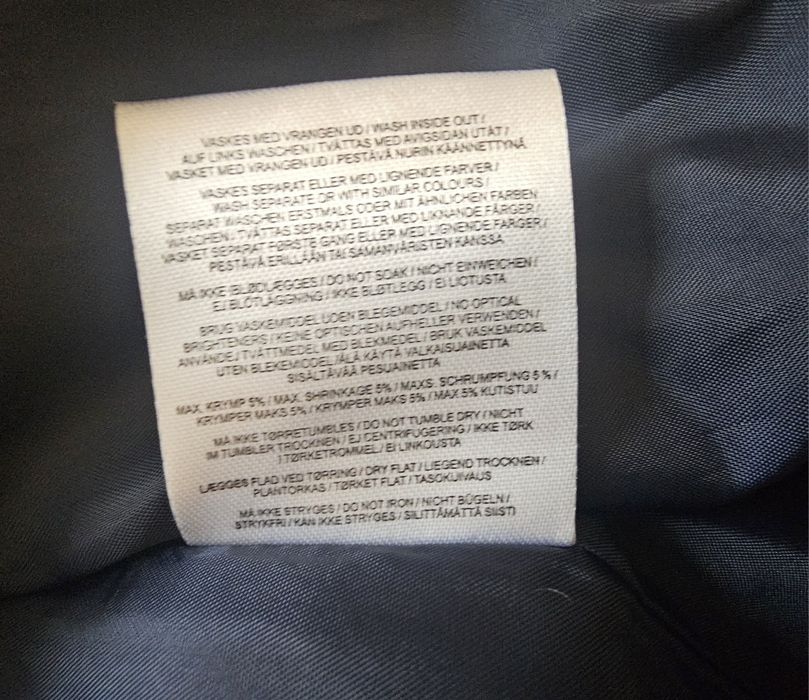 VASKES MED VRANGEN UD / WASH INSIDE OUT /
AUF LINKS WASCHEN / TVÄTTAS MED AVIGSIDAN UTÅT /
VASKET MED VRANGEN UD / PESTÄVÄ NURIN KÄÄNNETTYNÄ
VASKES SEPARAT ELLER MED LIGNENDE FARVER /
WASH SEPARATE OR WITH SIMILAR COLOURS /
SEPARAT WASCHEN ERSTMALS ODER MIT ÄHNLICHEN FARBEN
WASCHEN / TVÄTTAS SEPARAT ELLER MED LIKNANDE FÄRGER /
VASKET SEPARAT FØRSTE GANG ELLER MED LIGNENDE FARGER /
PESTÄVÄ ERILLÄÄN TAI SAMANVÄRISTEN KANSSA
MÅ IKKE IBLØDLÆGGES / DO NOT SOAK / NICHT EINWEICHEN /
EJ BLÖTLÄGGNING / IKKE BLØTLEGG / EI LIOTUSTA
BRUG VASKEMIDDEL UDEN BLEGEMIDDEL / NO OPTICAL
BRIGHTENERS / KEINE OPTISCHEN AUFHELLER VERWENDEN /
ANVÄNDE / TVÄTTMEDEL MED BLEKMEDEL / BRUK VASKEMIDDEL
UTEN BLEKEMIDDEL / ÄLÄ KÄYTÄ VALKAISUAINETTA
SISÄLTÄVÄÄ PESUAINETTA
MAX. KRYMP 5% / MAX. SHRINKAGE 5% / MAXS. SCHRUMPFUNG 5 % /
KRYMPER MAKS 5% / KRYMPER MAKS 5% / MAX 5% KUTISTUU
MÅ IKKE TØRRETUMBLES / DO NOT TUMBLE DRY / NICHT
IM TUMBLER TROCKNEN / EJ CENTRIFUGERING / IKKE TØRK
I TØRKETROMMEL / EI LINKOUSTA
LÆGGES FLAD VED TØRRING / DRY FLAT / LIEGEND TROCKNEN /
PLANTORKAS / TØRKET FLAT / TASOKUIVAUS
MÅ IKKE STRYGES / DO NOT IRON / NICHT BÜGELN /
STRYKFRI / KAN IKKE STRYGES / SILITTÄMÄTTÄ SIISTI